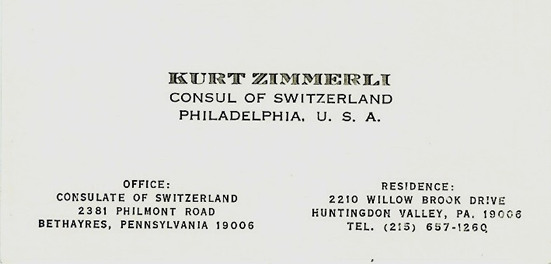 KURT ZIMMERLI
CONSUL OF SWITZERLAND
PHILADELPHIA, U. S. A.
OFFICE:
CONSULATE OF SWITZERLAND
2381 PHILMONT ROAD
BETHAYRES, PENNSYLVANIA 19006
RESIDENCE:
2210 WILLOW BROOK DRIVE
HUNTINGDON VALLEY, PA. 19006
TEL. (215) 657-1260